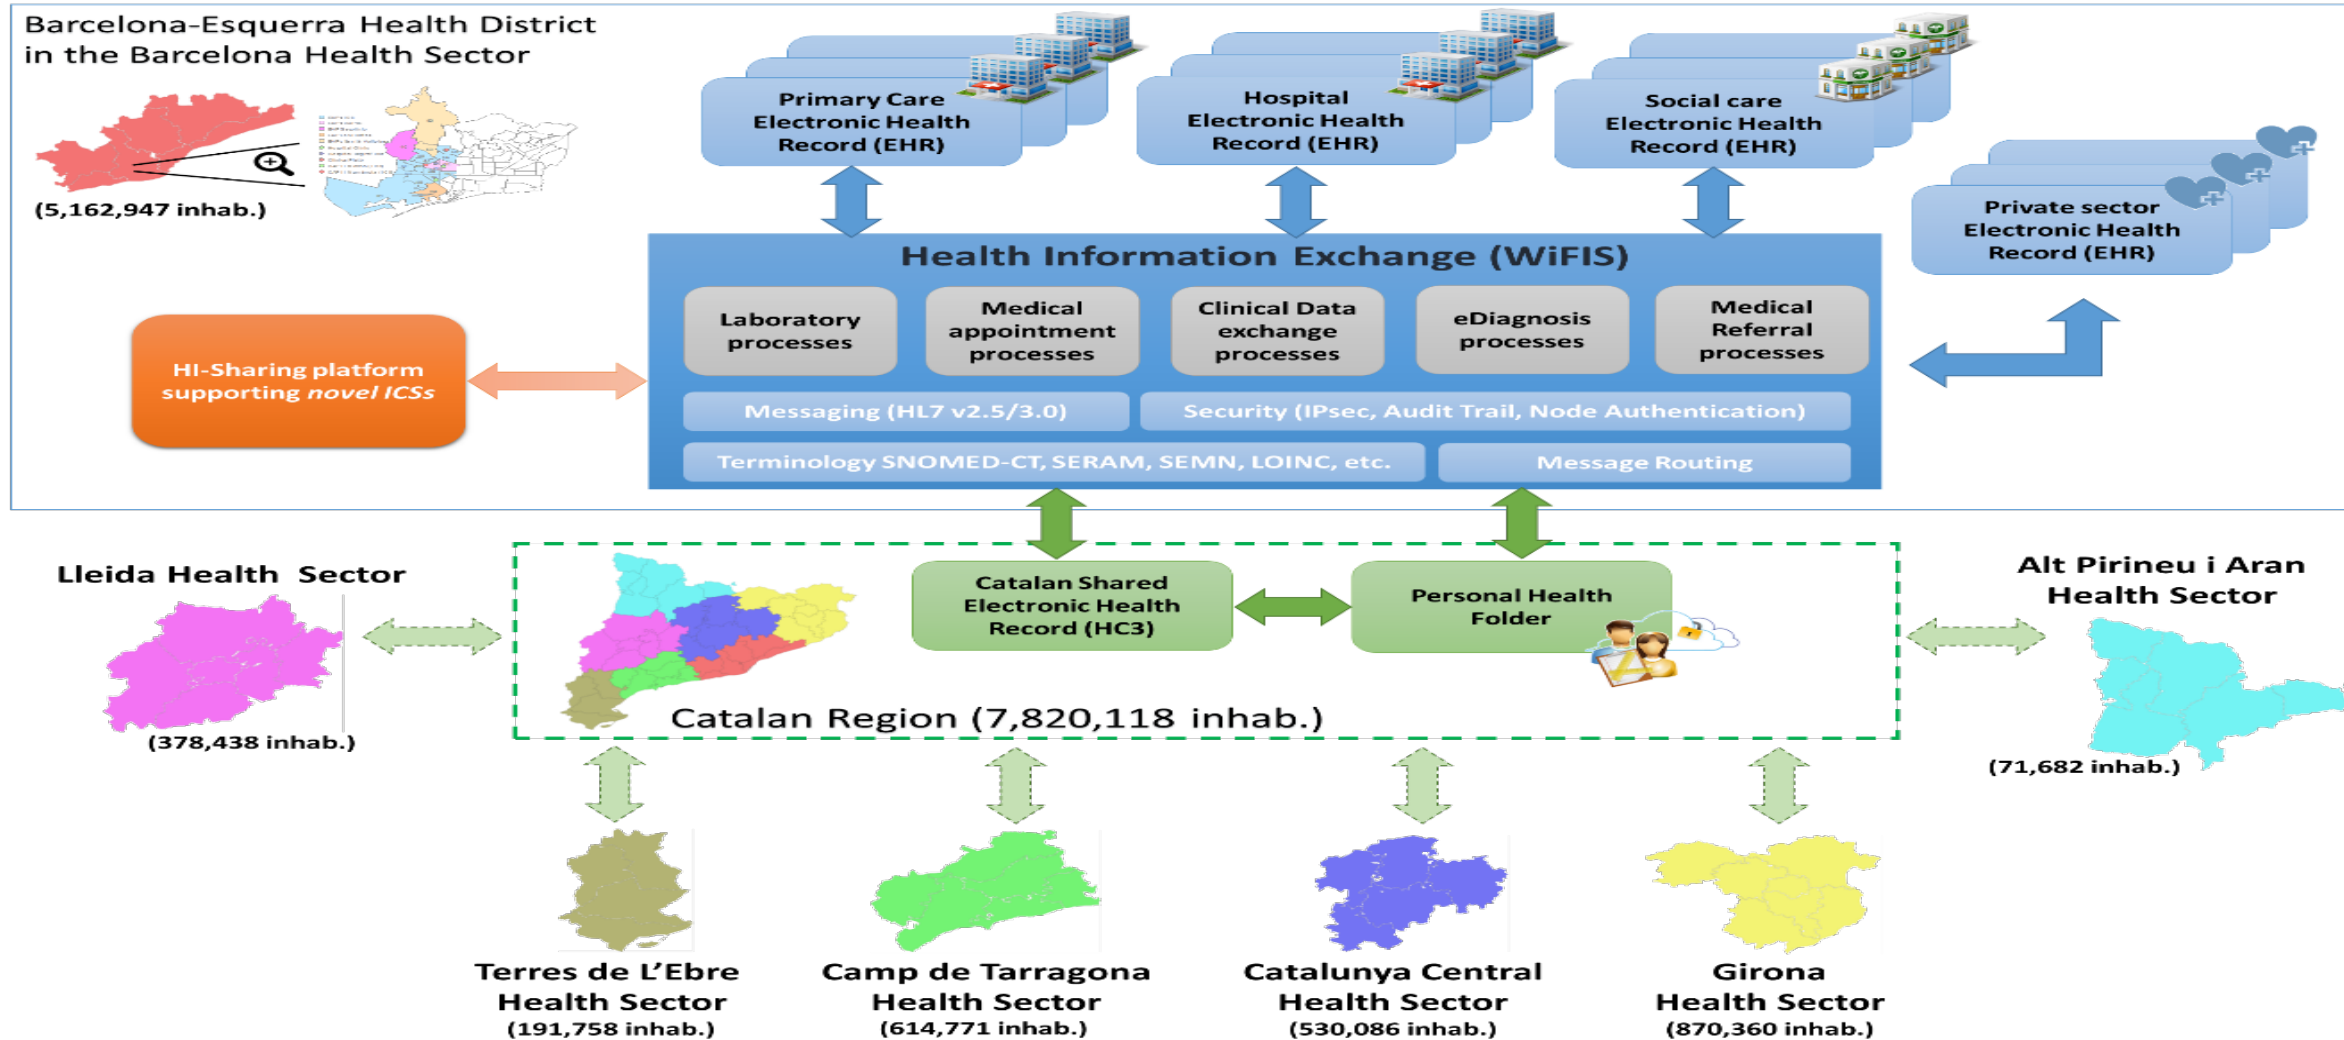 Barcelona-Esquerra Health District
in the Barcelona Health Sector
(5,162,947 inhab.)
Primary Care
Electronic Health
Record (EHR)
Hospital
Electronic Health
Record (EHR)
Social care
Electronic Health
Record (EHR)
Private sector
Electronic Health
Record (EHR)
Health Information Exchange (WiFIS)
Laboratory
processes
Medical
appointment
processes
Clinical Data
exchange
processes
eDiagnosis
processes
Medical
Referral
processes
HI-Sharing platform
supporting novel ICSs
Messaging (HL7 v2.5/3.0)
Security (IPsec, Audit Trail, Node Authentication)
Terminology SNOMED-CT, SERAM, SEMN, LOINC, etc.
Message Routing
Lleida Health Sector
(378,438 inhab.)
Catalan Shared
Electronic Health
Record (HC3)
Personal Health
Folder
Catalan Region (7,820,118 inhab.)
Alt Pirineu i Aran
Health Sector
(71,682 inhab.)
Terres de L'Ebre
Health Sector
(191,758 inhab.)
Camp de Tarragona
Health Sector
(614,771 inhab.)
Catalunya Central
Health Sector
(530,086 inhab.)
Girona
Health Sector
(870,360 inhab.)